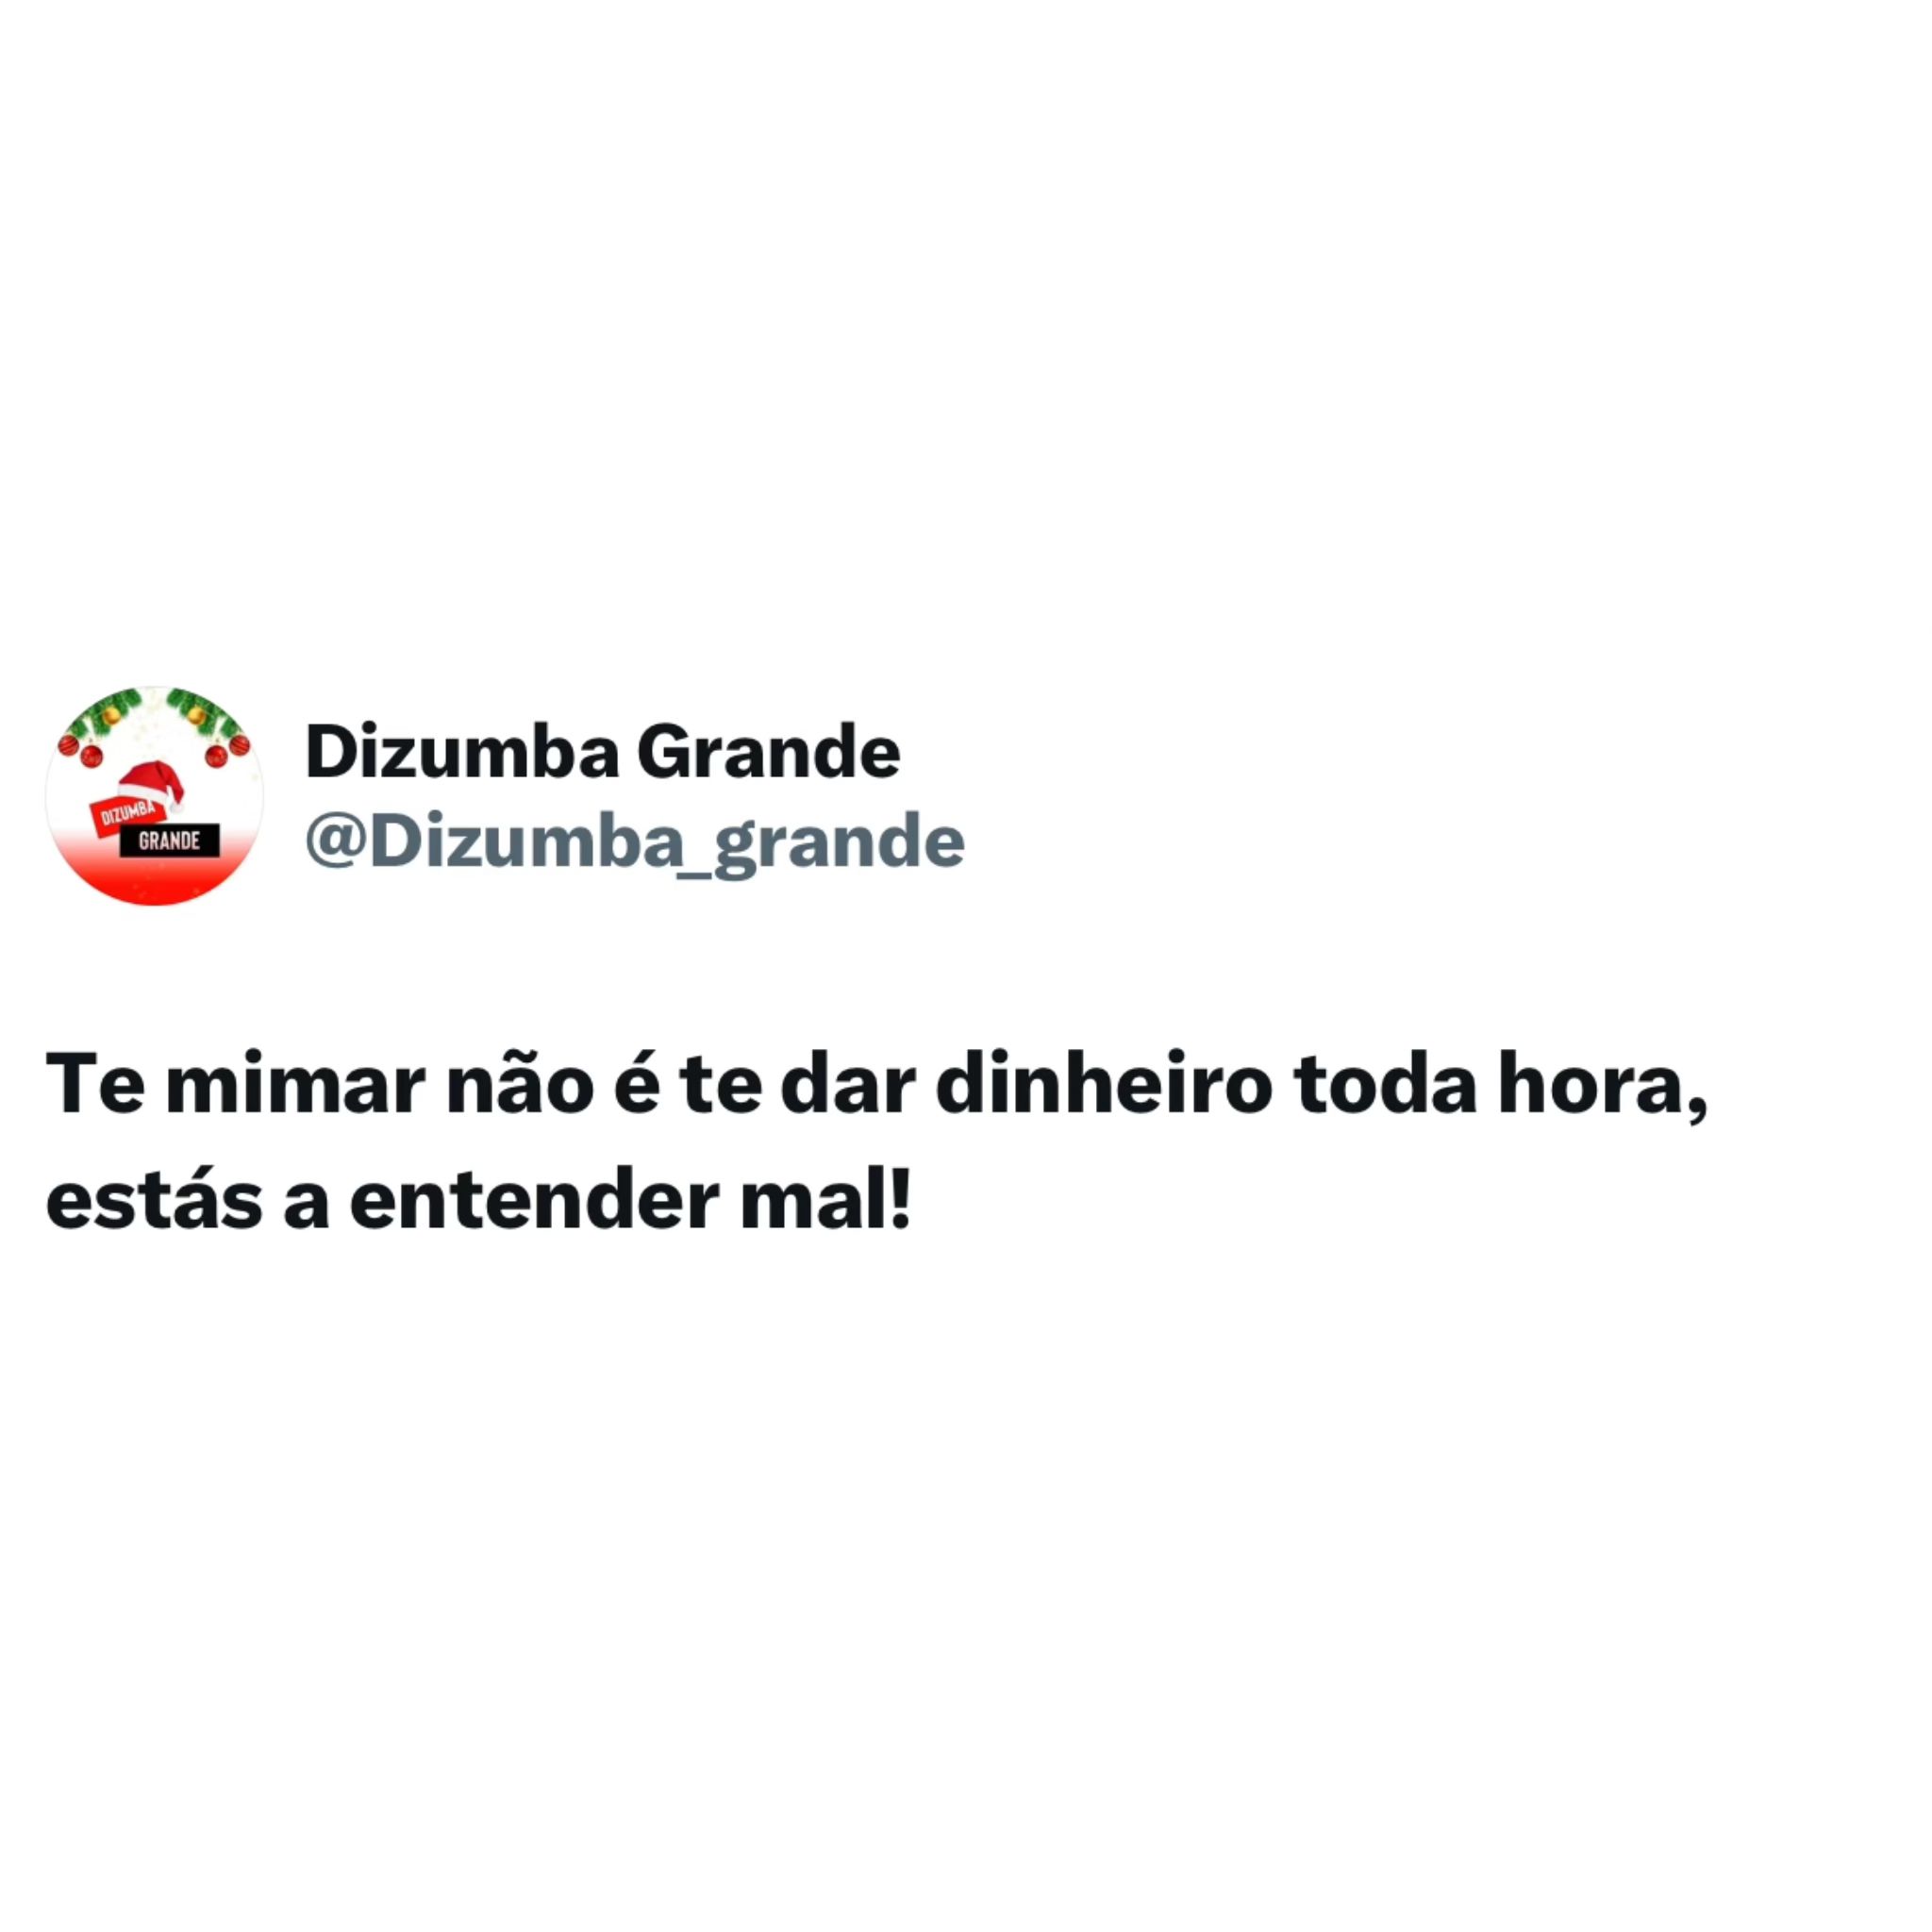 DIZUMBA
GRANDE
Dizumba Grande
@Dizumba_grande
Te mimar não é te dar dinheiro toda hora,
estás a entender mal!